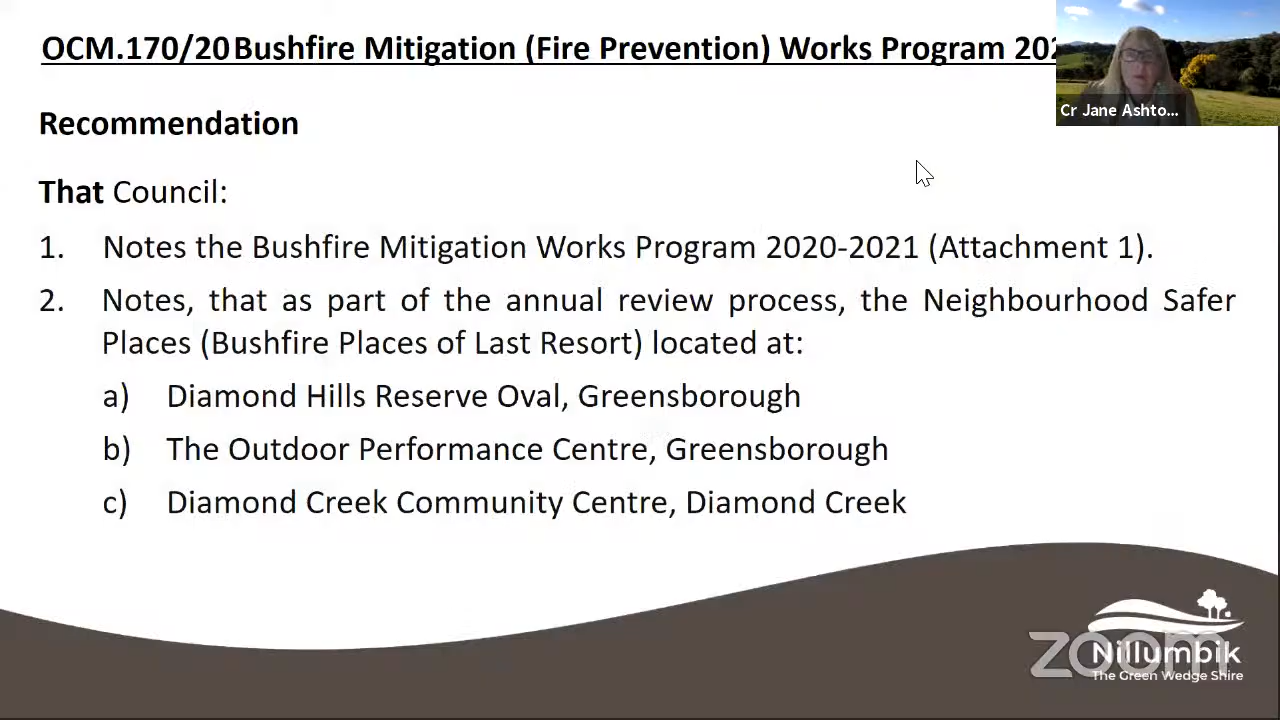 OCM.170/20 Bushfire Mitigation (Fire Prevention) Works Program 202
Cr Jane Ashto...
Recommendation
That Council:
1. Notes the Bushfire Mitigation Works Program 2020-2021 (Attachment 1).
2. Notes, that as part of the annual review process, the Neighbourhood Safer
Places (Bushfire Places of Last Resort) located at:
a) Diamond Hills Reserve Oval, Greensborough
b) The Outdoor Performance Centre, Greensborough
c) Diamond Creek Community Centre, Diamond Creek
zoom
Nillumbik
The Green Wedge Shire